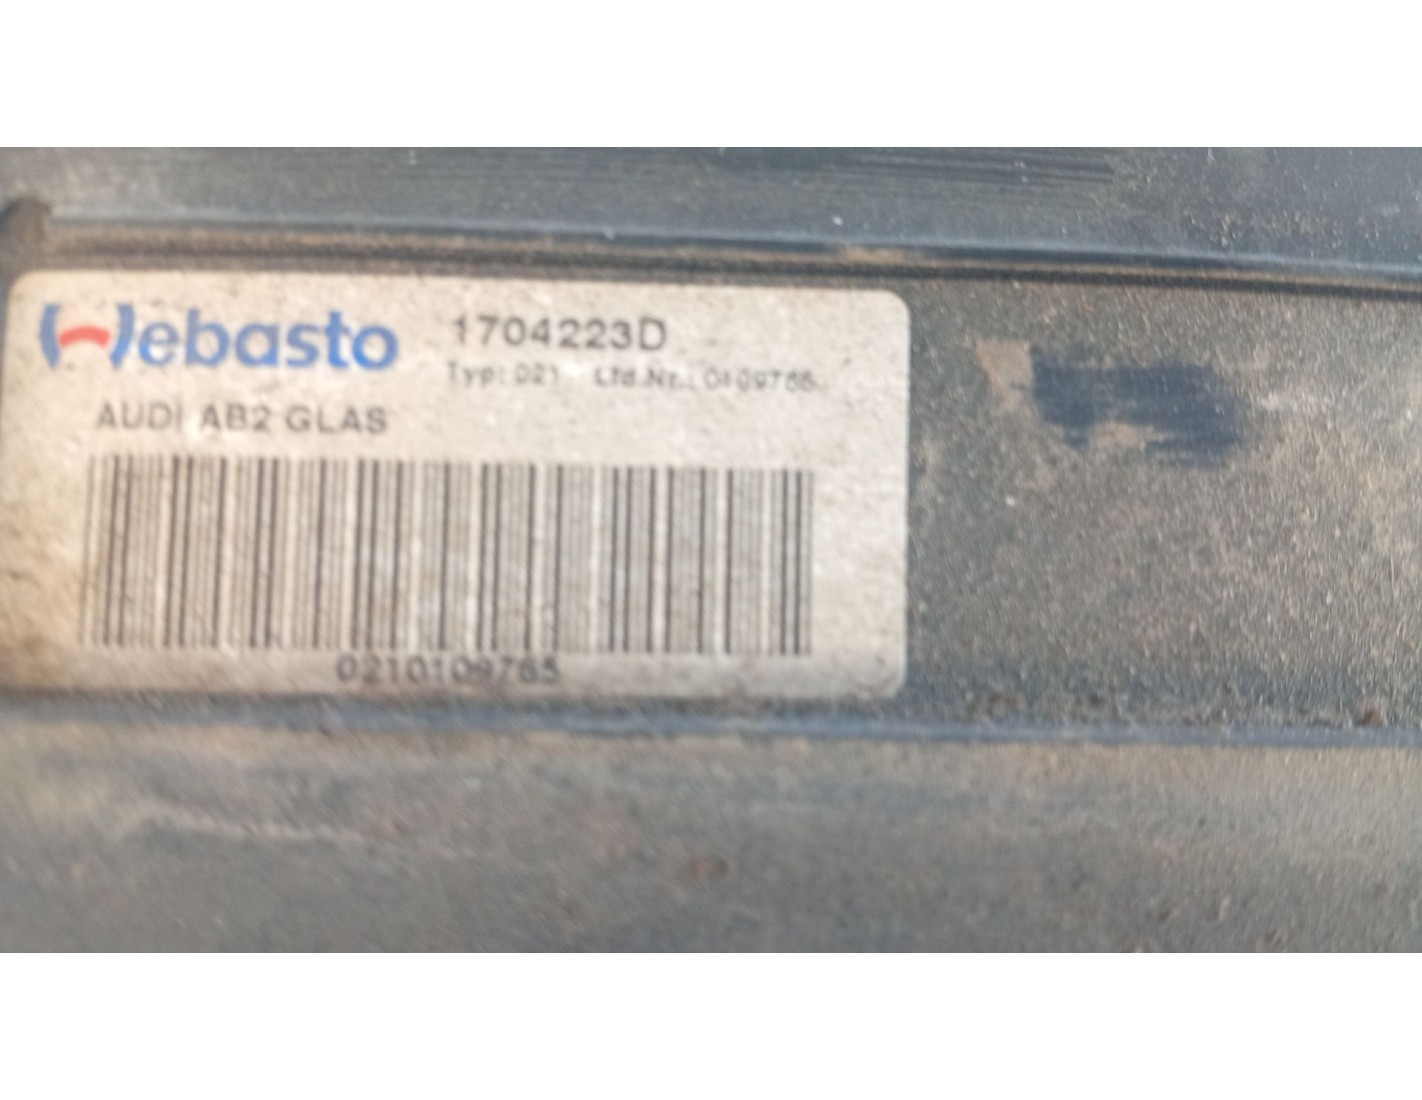 Webasto 1704223D
Typ: 021 Lfd.Nr.: 0109765
AUDI AB2 GLAS
0210109765